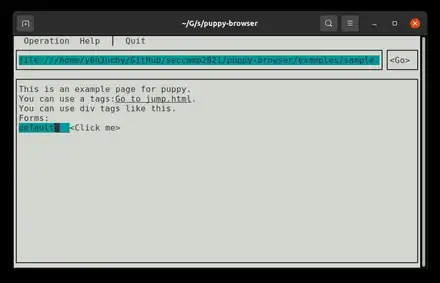 ~/G/s/puppy-browser
Operation Help | Quit
file:///home/y0n3uchy/GitHub/seccamp2021/puppy-browser/examples/sample. <Go>
This is an example page for puppy.
You can use a tags:Go to jump.html.
You can use div tags like this.
Forms:
default <Click me>